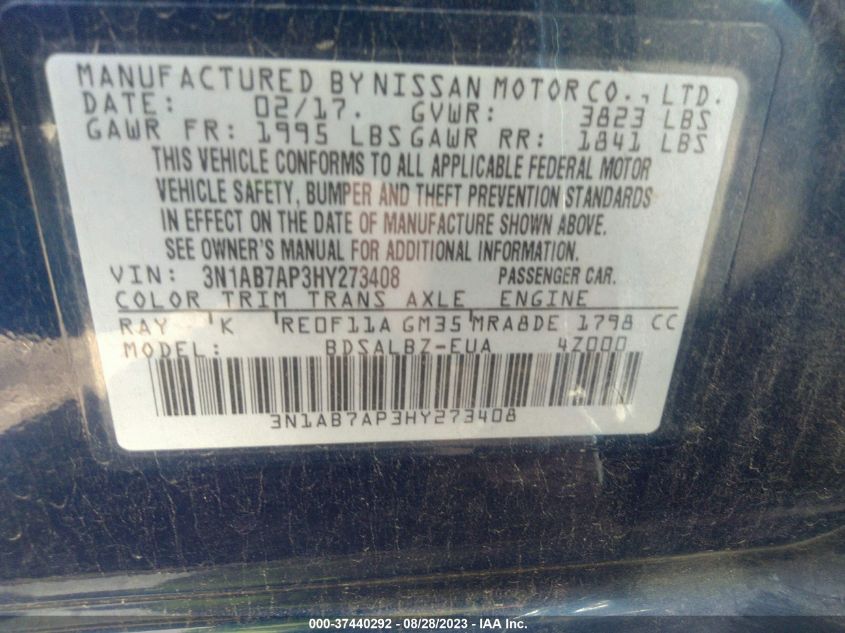 MANUFACTURED BY NISSAN MOTOR CO., LTD.
DATE: 02/17. GVWR: 3823 LBS
GAWR FR: 1995 LBS GAWR RR: 1841 LBS
THIS VEHICLE CONFORMS TO ALL APPLICABLE FEDERAL MOTOR
VEHICLE SAFETY, BUMPER AND THEFT PREVENTION STANDARDS
IN EFFECT ON THE DATE OF MANUFACTURE SHOWN ABOVE.
SEE OWNER'S MANUAL FOR ADDITIONAL INFORMATION.
VIN: 3N1AB7AP3HY273408 PASSENGER CAR.
COLOR TRIM TRANS AXLE ENGINE
RAY K RE0F11A GM35 MRA8DE 1798 CC
MODEL: BDSALBZ-EUA 4Z000
3N1AB7AP3HY273408
000-37440292 - 08/28/2023 - IAA Inc.